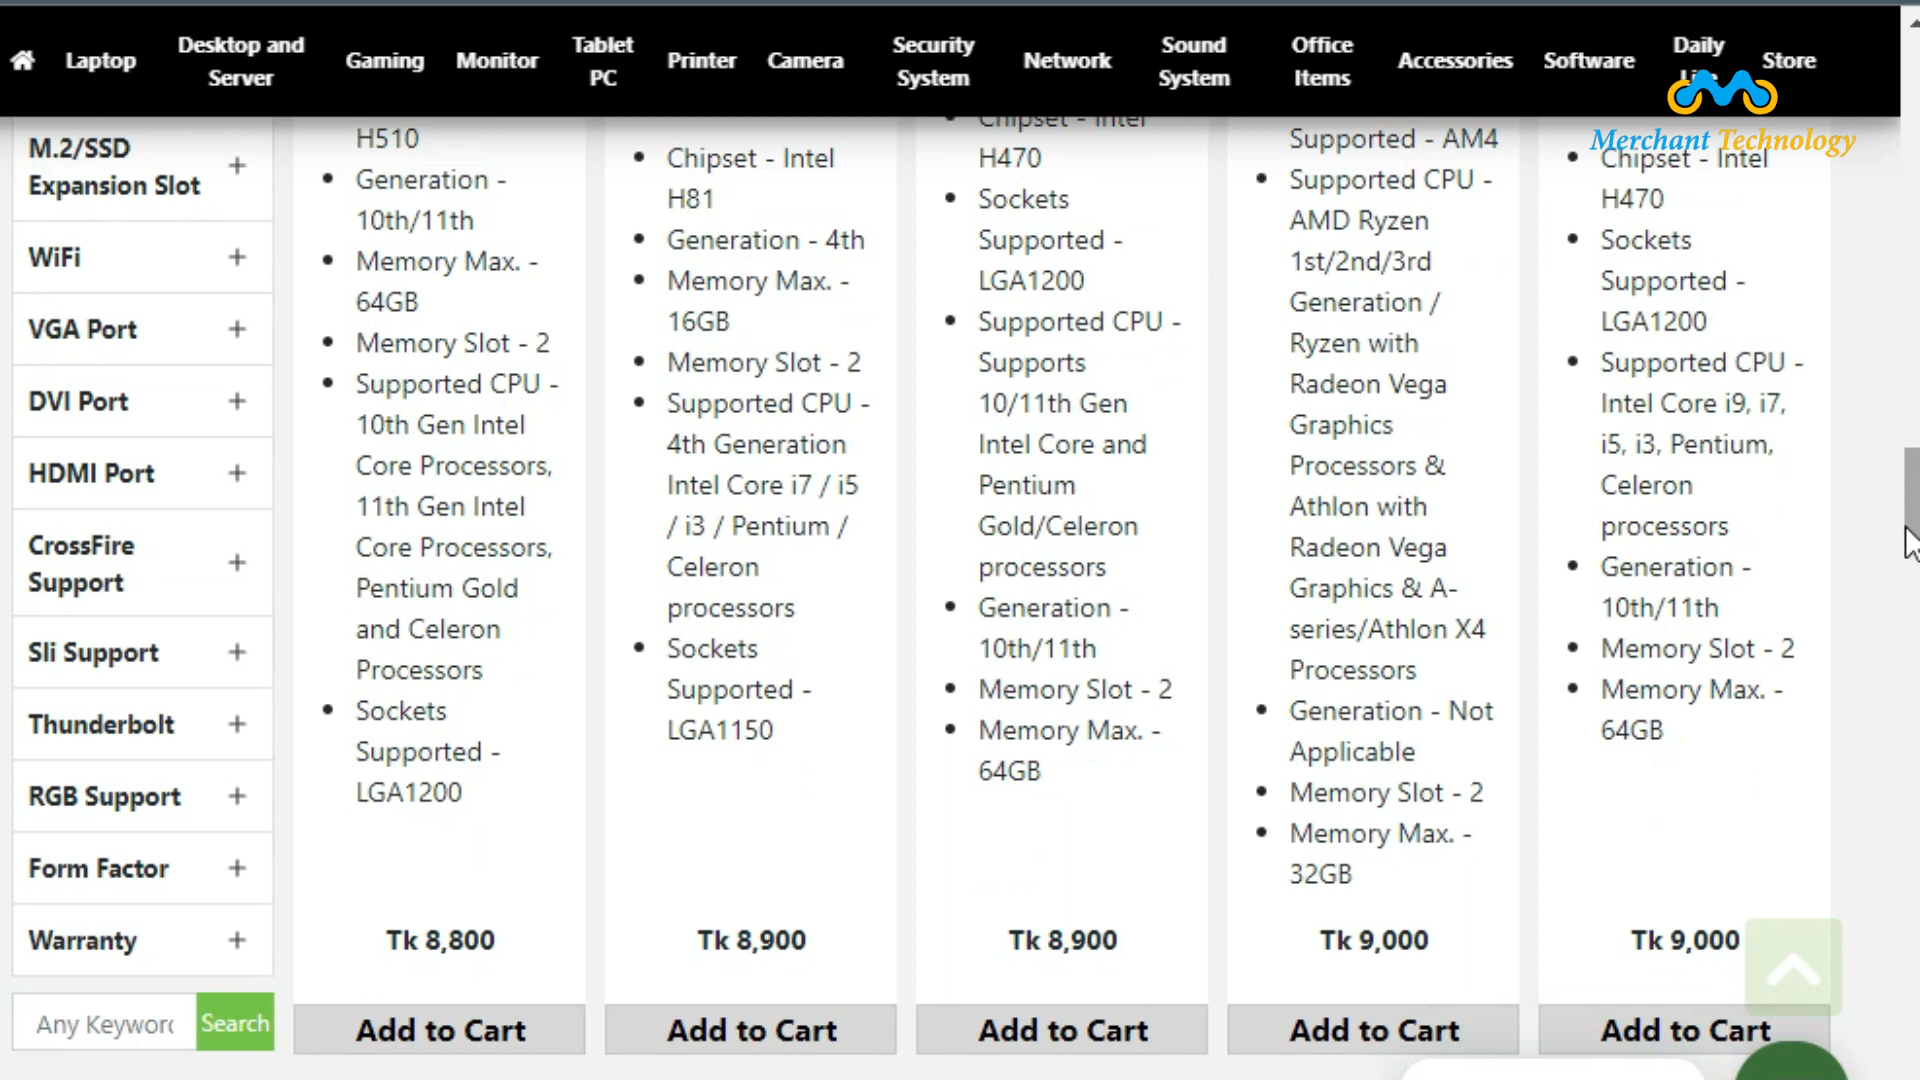 Laptop
Desktop and
Server
Gaming
Monitor
Tablet
PC
Printer
Camera
Security
System
Network
Sound
System
Office
Items
Accessories
Software
Daily
Store
Merchant Technology
M.2/SSD
Expansion Slot
+
WiFi +
VGA Port +
DVI Port +
HDMI Port +
CrossFire
Support
+
Sli Support +
Thunderbolt +
RGB Support +
Form Factor +
Warranty +
Any Keyword
Search
H510
• Generation -
10th/11th
• Memory Max. -
64GB
• Memory Slot - 2
• Supported CPU -
10th Gen Intel
Core Processors,
11th Gen Intel
Core Processors,
Pentium Gold
and Celeron
Processors
• Sockets
Supported -
LGA1200
Tk 8,800
Add to Cart
• Chipset - Intel
H81
• Generation - 4th
• Memory Max. -
16GB
• Memory Slot - 2
• Supported CPU -
4th Generation
Intel Core i7 / i5
/ i3 / Pentium /
Celeron
processors
• Sockets
Supported -
LGA1150
Tk 8,900
Add to Cart
• Chipset - Intel
H470
• Sockets
Supported -
LGA1200
• Supported CPU -
Supports
10/11th Gen
Intel Core and
Pentium
Gold/Celeron
processors
• Generation -
10th/11th
• Memory Slot - 2
• Memory Max. -
64GB
Tk 8,900
Add to Cart
Supported - AM4
• Supported CPU -
AMD Ryzen
1st/2nd/3rd
Generation /
Ryzen with
Radeon Vega
Graphics
Processors &
Athlon with
Radeon Vega
Graphics & A-
series/Athlon X4
Processors
• Generation - Not
Applicable
• Memory Slot - 2
• Memory Max. -
32GB
Tk 9,000
Add to Cart
• Chipset - Intel
H470
• Sockets
Supported -
LGA1200
• Supported CPU -
Intel Core i9, i7,
i5, i3, Pentium,
Celeron
processors
• Generation -
10th/11th
• Memory Slot - 2
• Memory Max. -
64GB
Tk 9,000
Add to Cart